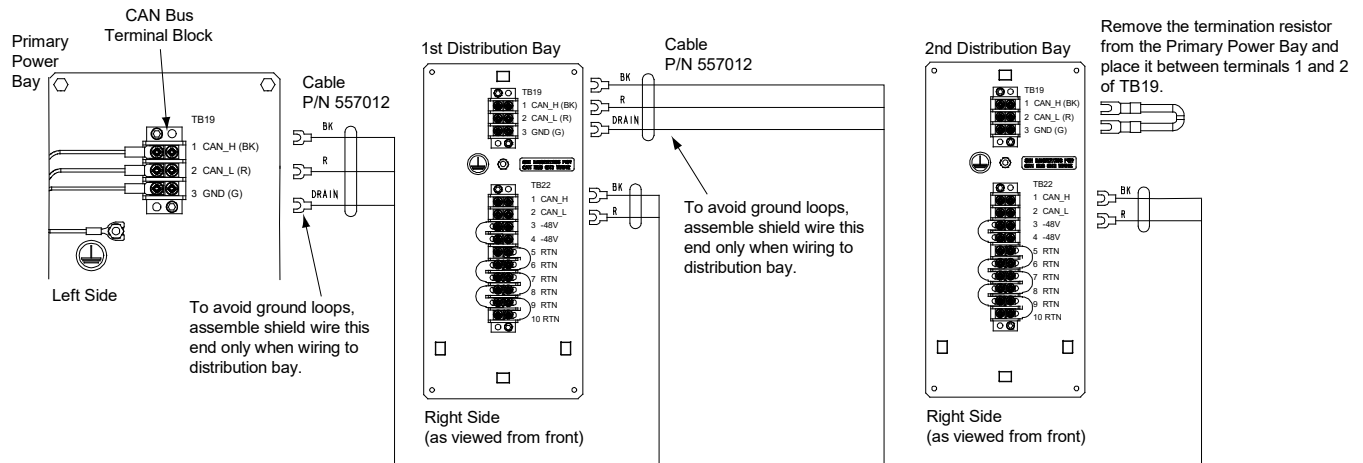 CAN Bus
Terminal Block
Primary
Power
Bay
Cable
P/N 557012
TB19
1 CAN_H (BK)
2 CAN_L (R)
3 GND (G)
BK
R
DRAIN
Left Side
To avoid ground loops,
assemble shield wire this
end only when wiring to
distribution bay.
1st Distribution Bay
TB19
1 CAN_H (BK)
2 CAN_L (R)
3 GND (G)
TB22
1 CAN_H
2 CAN_L
3 -48V
4 -48V
5 RTN
6 RTN
7 RTN
8 RTN
9 RTN
10 RTN
Right Side
(as viewed from front)
Cable
P/N 557012
BK
R
DRAIN
BK
R
To avoid ground loops,
assemble shield wire this
end only when wiring to
distribution bay.
2nd Distribution Bay
TB19
1 CAN_H (BK)
2 CAN_L (R)
3 GND (G)
TB22
1 CAN_H
2 CAN_L
3 -48V
4 -48V
5 RTN
6 RTN
7 RTN
8 RTN
9 RTN
10 RTN
Right Side
(as viewed from front)
Remove the termination resistor
from the Primary Power Bay and
place it between terminals 1 and 2
of TB19.
BK
R